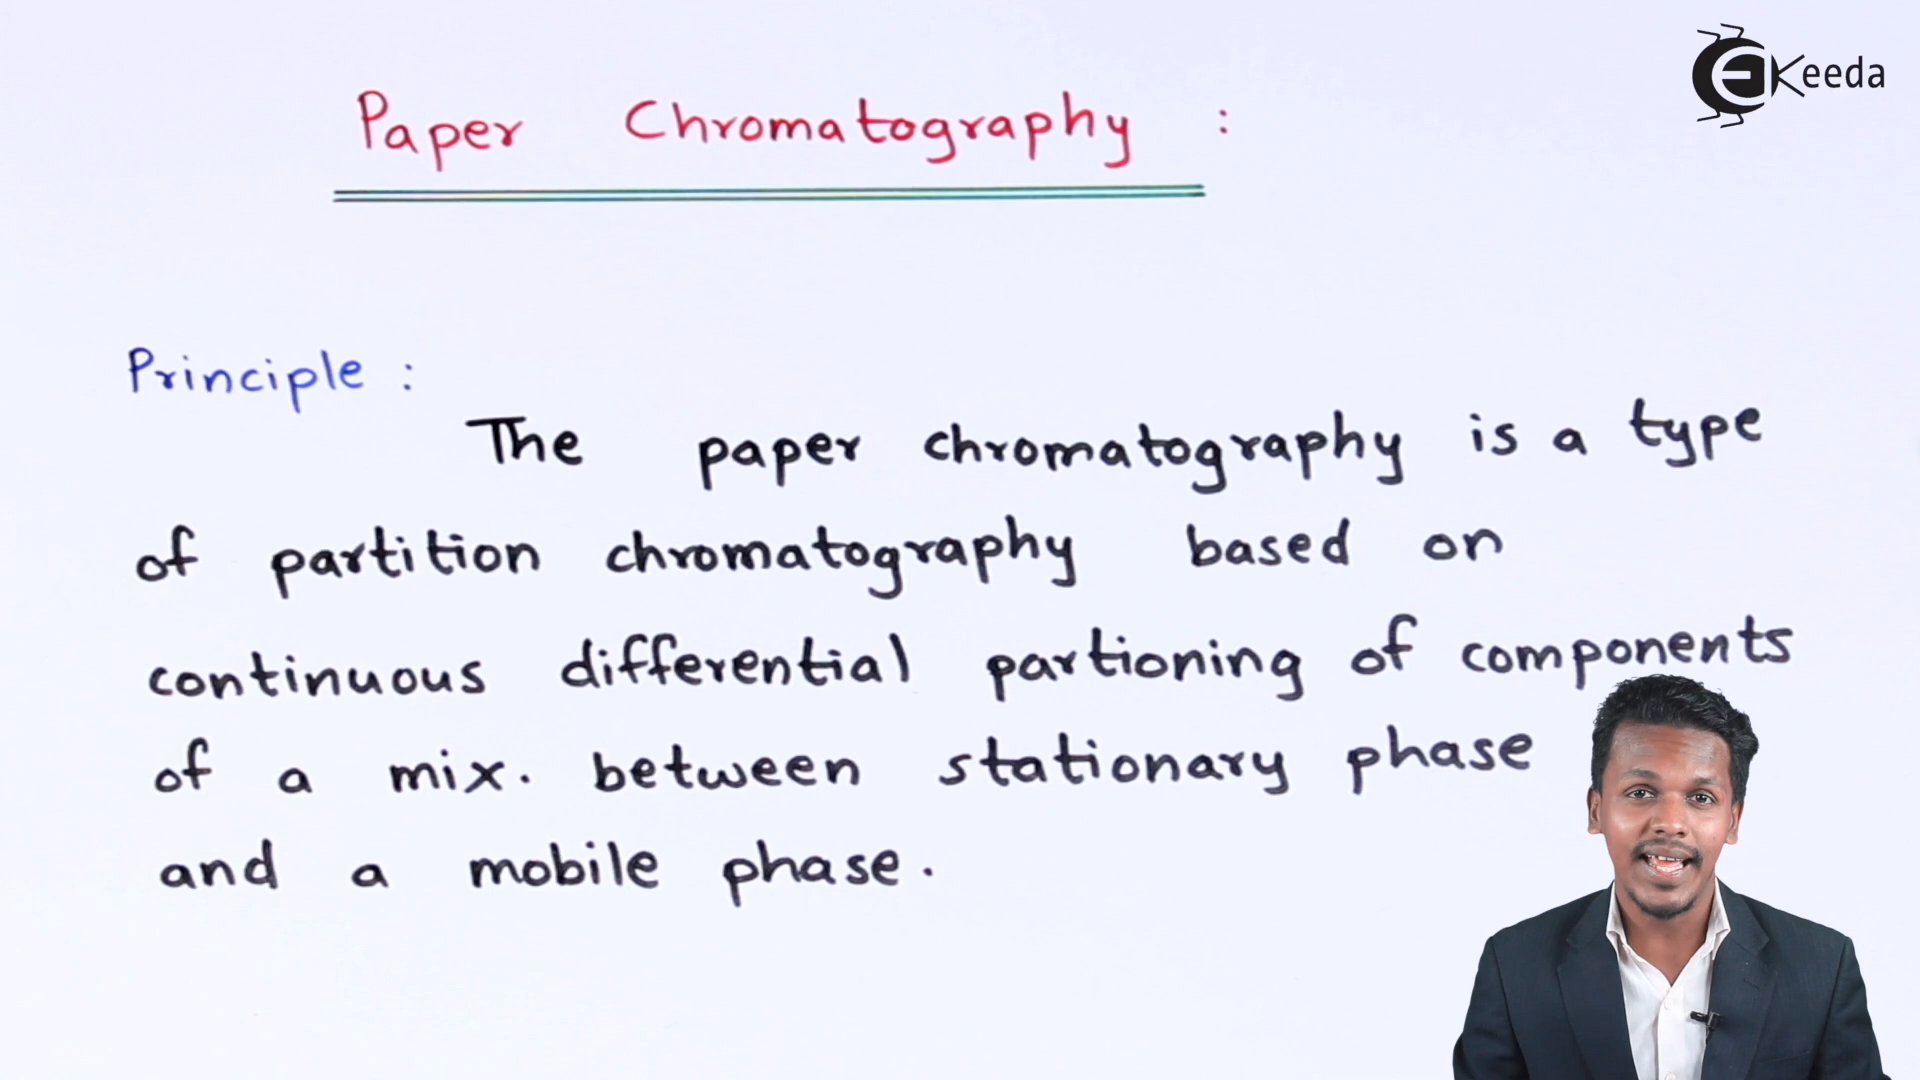 EKeeda
Paper Chromatography :
Principle :
The paper chromatography is a type
of partition chromatography based on
continuous differential partioning of components
of a mix. between stationary phase
and a mobile phase.